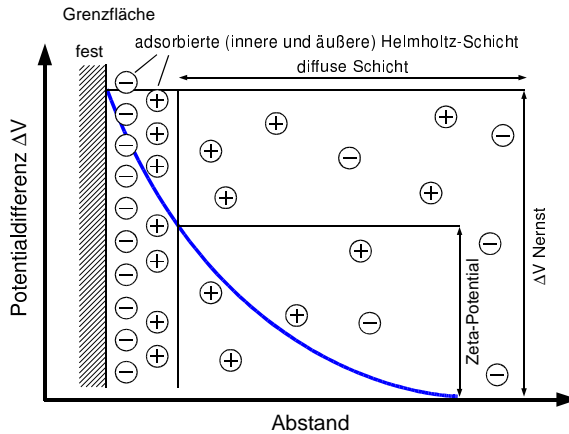 Grenzfläche
fest
adsorbierte (innere und äußere) Helmholtz-Schicht
diffuse Schicht
Potentialdifferenz ΔV
Zeta-Potential
ΔV Nernst
Abstand